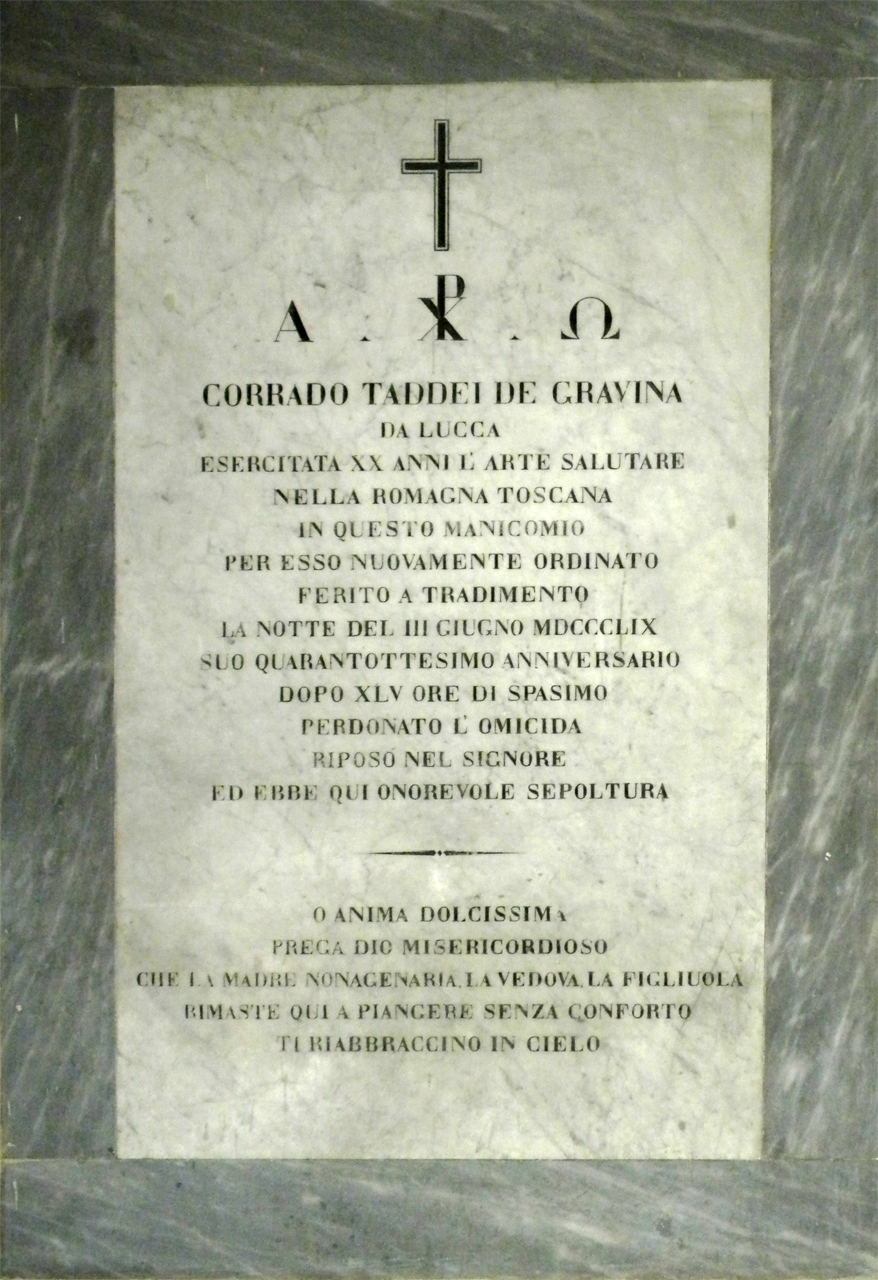 Α . ☧ . Ω
CORRADO TADDEI DE GRAVINA
DA LUCCA
ESERCITATA XX ANNI L' ARTE SALUTARE
NELLA ROMAGNA TOSCANA
IN QUESTO MANICOMIO
PER ESSO NUOVAMENTE ORDINATO
FERITO A TRADIMENTO
LA NOTTE DEL III GIUGNO MDCCCLIX
SUO QUARANTOTTESIMO ANNIVERSARIO
DOPO XLV ORE DI SPASIMO
PERDONATO L' OMICIDA
RIPOSÒ NEL SIGNORE
ED EBBE QUI ONOREVOLE SEPOLTURA
O ANIMA DOLCISSIMA
PREGA DIO MISERICORDIOSO
CHE LA MADRE NONAGENARIA, LA VEDOVA, LA FIGLIUOLA
RIMASTE QUI A PIANGERE SENZA CONFORTO
TI RIABBRACCINO IN CIELO